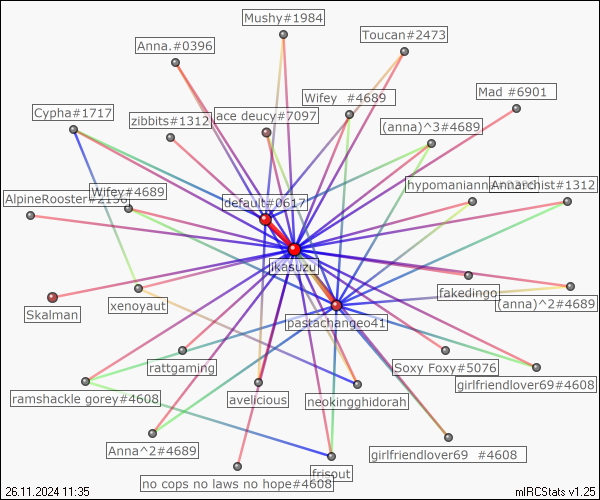 Mushy#1984
Toucan#2473
Anna.#0396
Mad #6901
Wifey #4689
Cypha#1717
zibbits#1312
ace deucy#7097
(anna)^3#4689
hypomanian
Annarchist#1312
AlpineRooster#2150
Wifey#4689
default#0617
ikasuzu
fakedingo
(anna)^2#4689
xenoyaut
Skalman
pastachangeo41
rattgaming
Soxy Foxy#5076
girlfriendlover69#4608
ramshackle gorey#4608
avelicious
neokingghidorah
Anna^2#4689
girlfriendlover69 #4608
frisout
no cops no laws no hope#4608
26.11.2024 11:35
mIRCStats v1.25